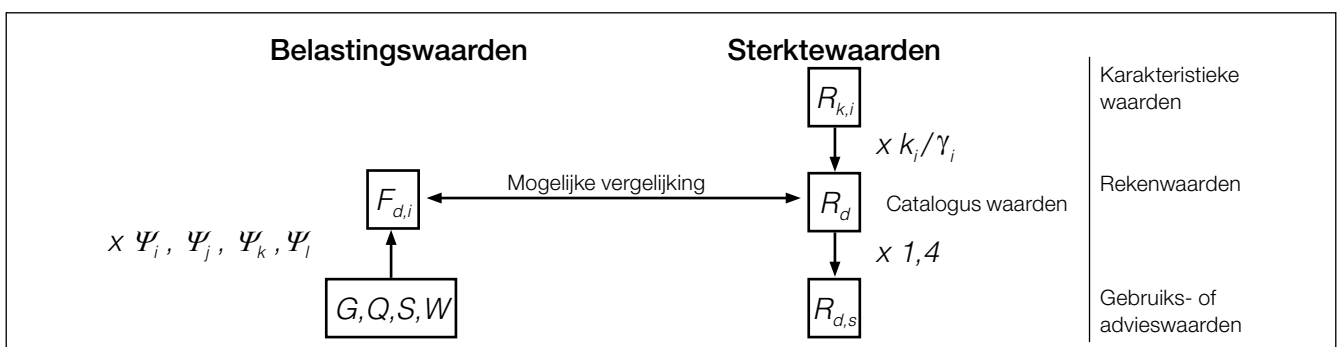 Belastingswaarden
Sterktewaarden
R_{k,i}
Karakteristieke
waarden
x k_i/γ_i
F_{d,i}
Mogelijke vergelijking
R_d
Catalogus waarden
Rekenwaarden
x Ψ_i , Ψ_j , Ψ_k ,Ψ_l
x 1,4
G,Q,S,W
R_{d,s}
Gebruiks- of
advieswaarden